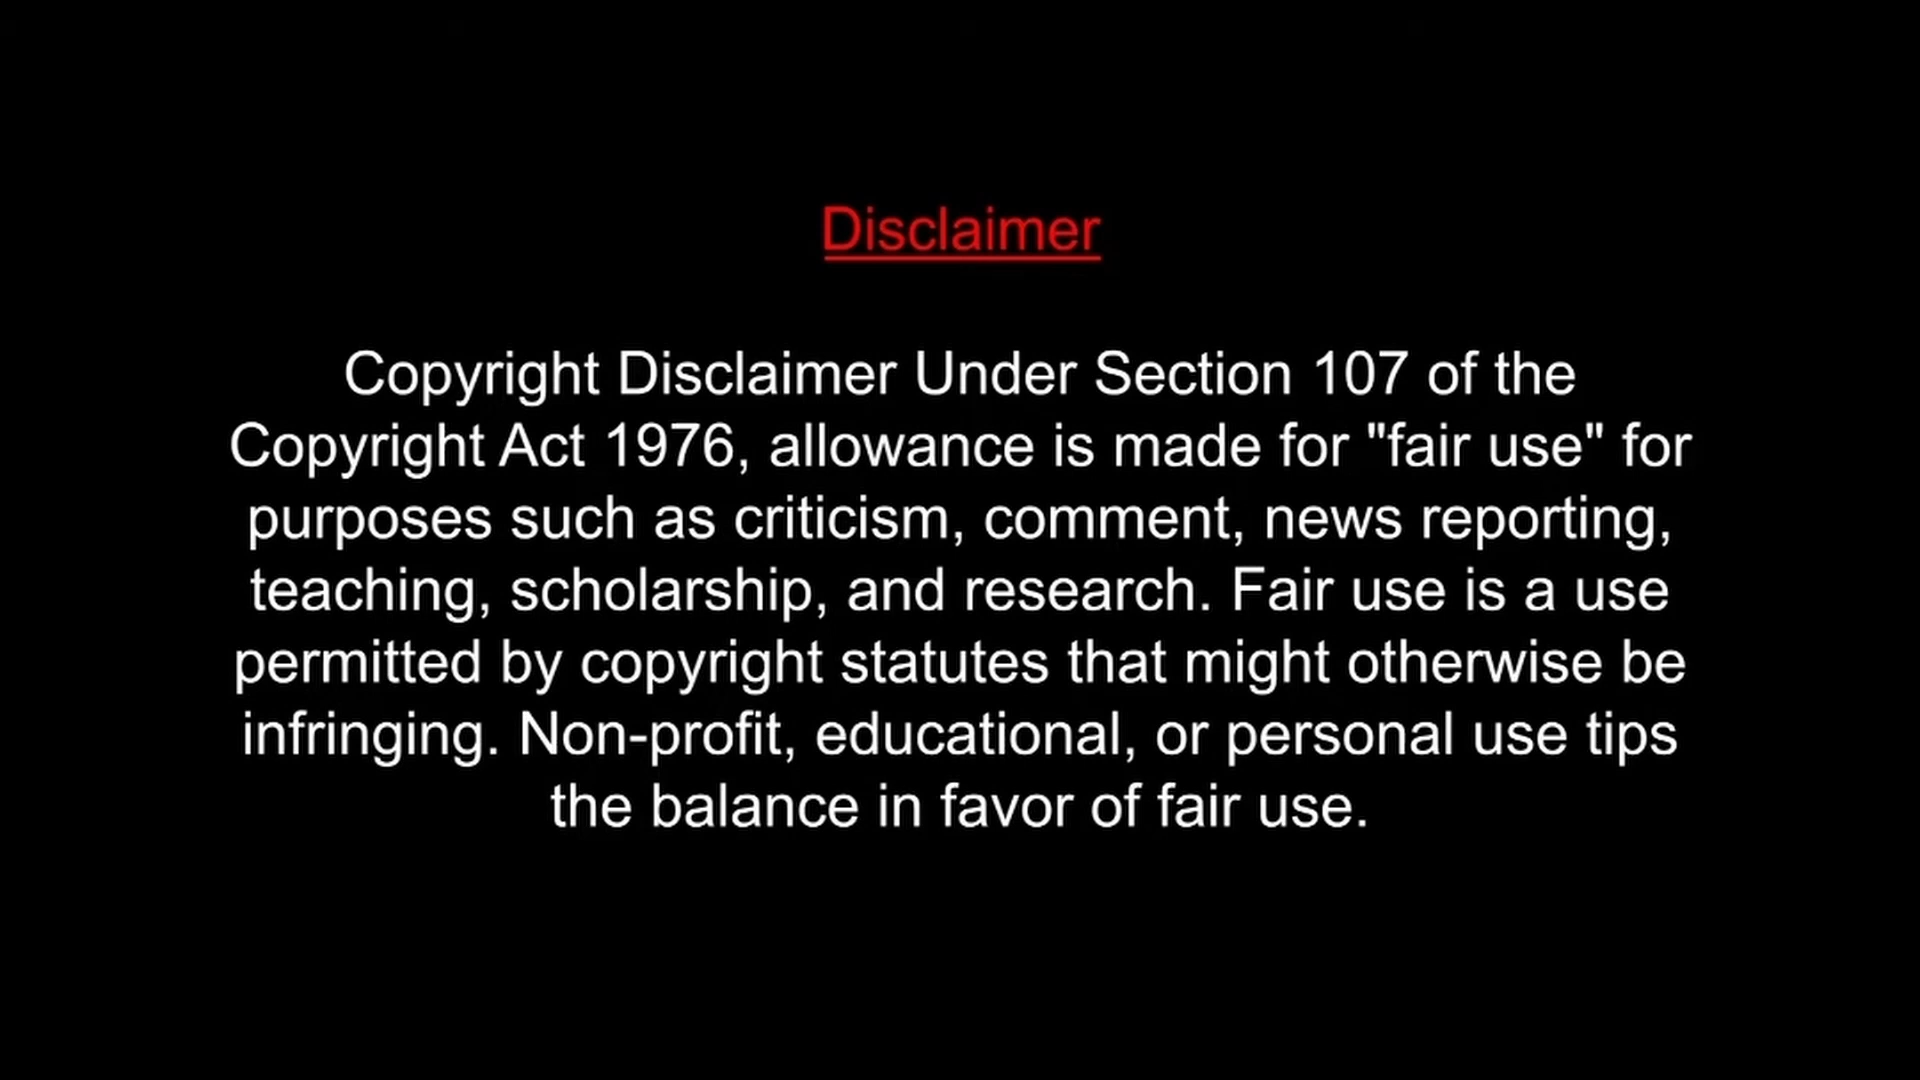 Disclaimer
Copyright Disclaimer Under Section 107 of the
Copyright Act 1976, allowance is made for "fair use" for
purposes such as criticism, comment, news reporting,
teaching, scholarship, and research. Fair use is a use
permitted by copyright statutes that might otherwise be
infringing. Non-profit, educational, or personal use tips
the balance in favor of fair use.